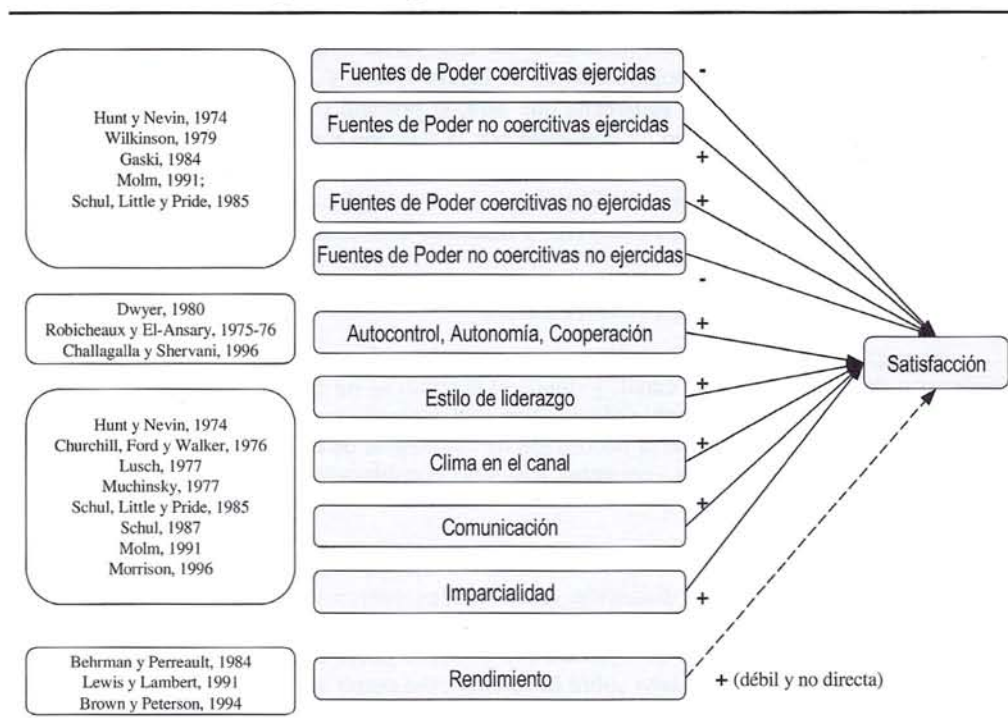 Hunt y Nevin, 1974
Wilkinson, 1979
Gaski, 1984
Molm, 1991;
Schul, Little y Pride, 1985
Fuentes de Poder coercitivas ejercidas
-
Fuentes de Poder no coercitivas ejercidas
+
Fuentes de Poder coercitivas no ejercidas
+
Fuentes de Poder no coercitivas no ejercidas
-
Dwyer, 1980
Robicheaux y El-Ansary, 1975-76
Challagalla y Shervani, 1996
Autocontrol, Autonomía, Cooperación
+
Satisfacción
Hunt y Nevin, 1974
Churchill, Ford y Walker, 1976
Lusch, 1977
Muchinsky, 1977
Schul, Little y Pride, 1985
Schul, 1987
Molm, 1991
Morrison, 1996
Estilo de liderazgo
+
Clima en el canal
+
Comunicación
+
Imparcialidad
+
Behrman y Perreault, 1984
Lewis y Lambert, 1991
Brown y Peterson, 1994
Rendimiento
+ (débil y no directa)